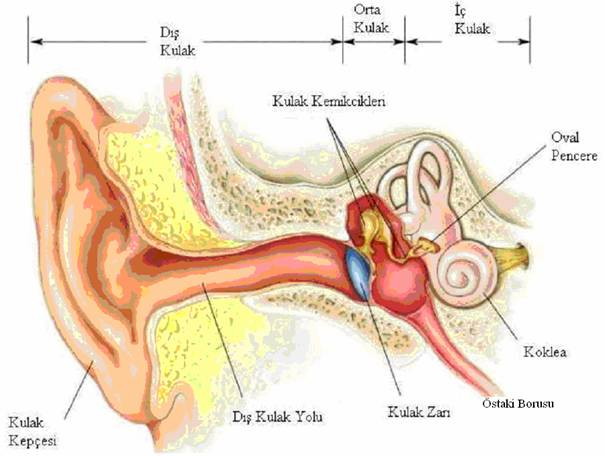 Dış
Kulak
Orta
Kulak
İç
Kulak
Kulak Kemikcikleri
Oval
Pencere
Koklea
Östaki Borusu
Kulak Zarı
Dış Kulak Yolu
Kulak
Kepçesi